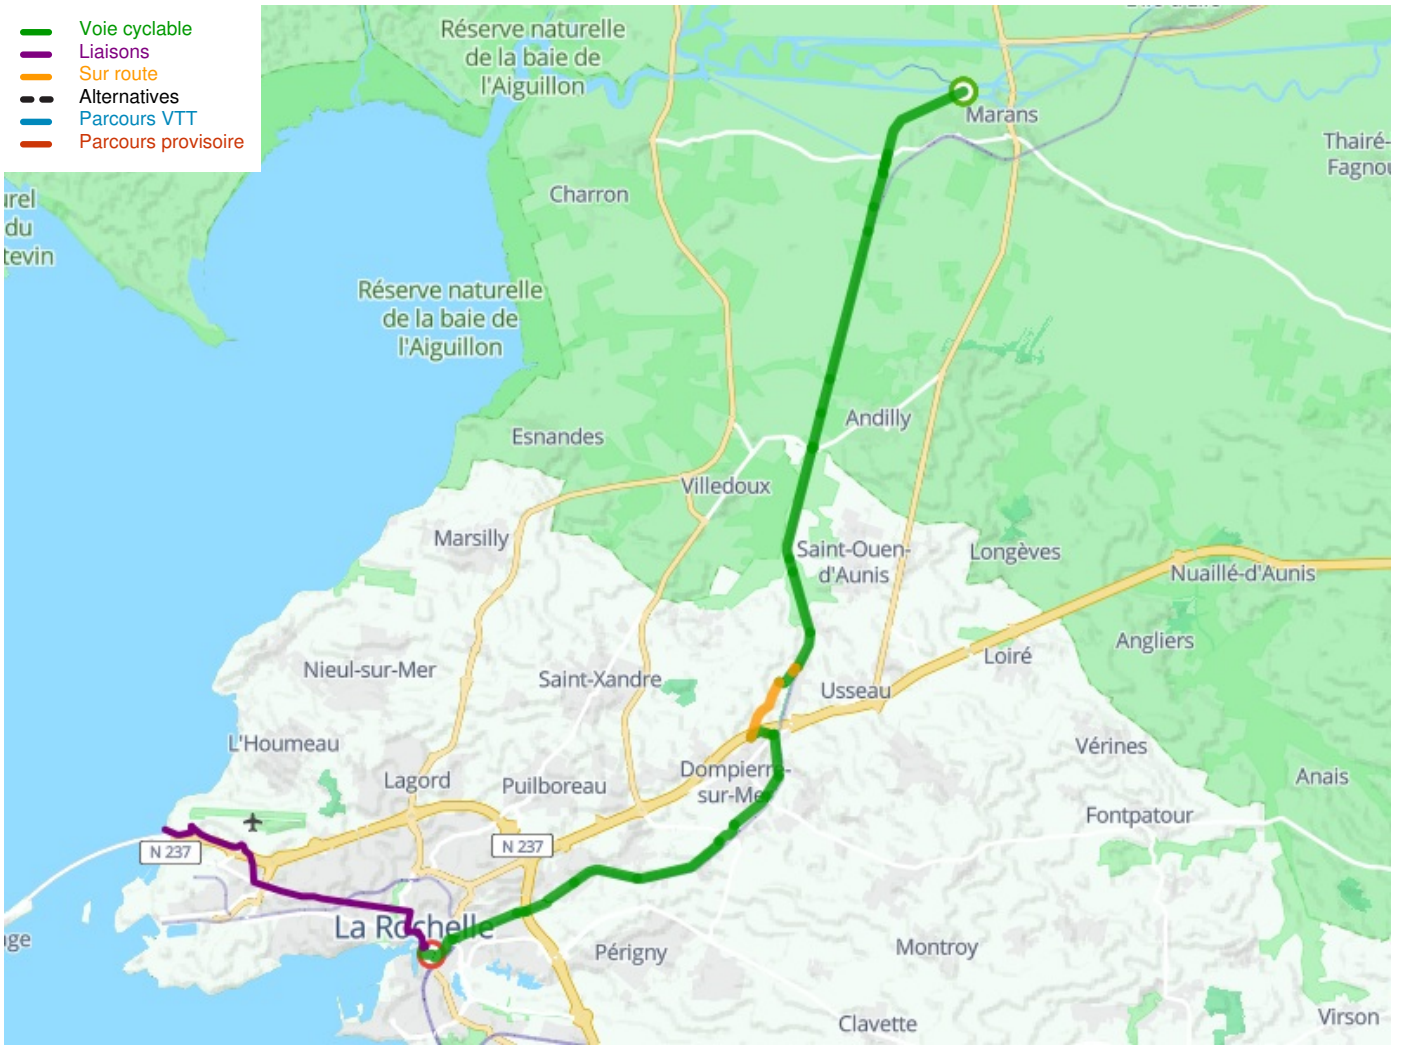 Voie cyclable
Liaisons
Sur route
Alternatives
Parcours VTT
Parcours provisoire
Réserve naturelle
de la baie de
l'Aiguillon
Marans
Thairé-
Charron
Réserve naturelle
de la baie de
l'Aiguillon
Andilly
Esnandes
Villedoux
Marsilly
Saint-Ouen-
d'Aunis
Longèves
Nuaillé-d'Aunis
Angliers
Loiré
Nieul-sur-Mer
Saint-Xandre
Usseau
L'Houmeau
Vérines
Lagord
Puilboreau
Dompierre-
sur-Mer
Anais
Fontpatour
N 237
N 237
La Rochelle
Périgny
Montroy
Clavette
Virson